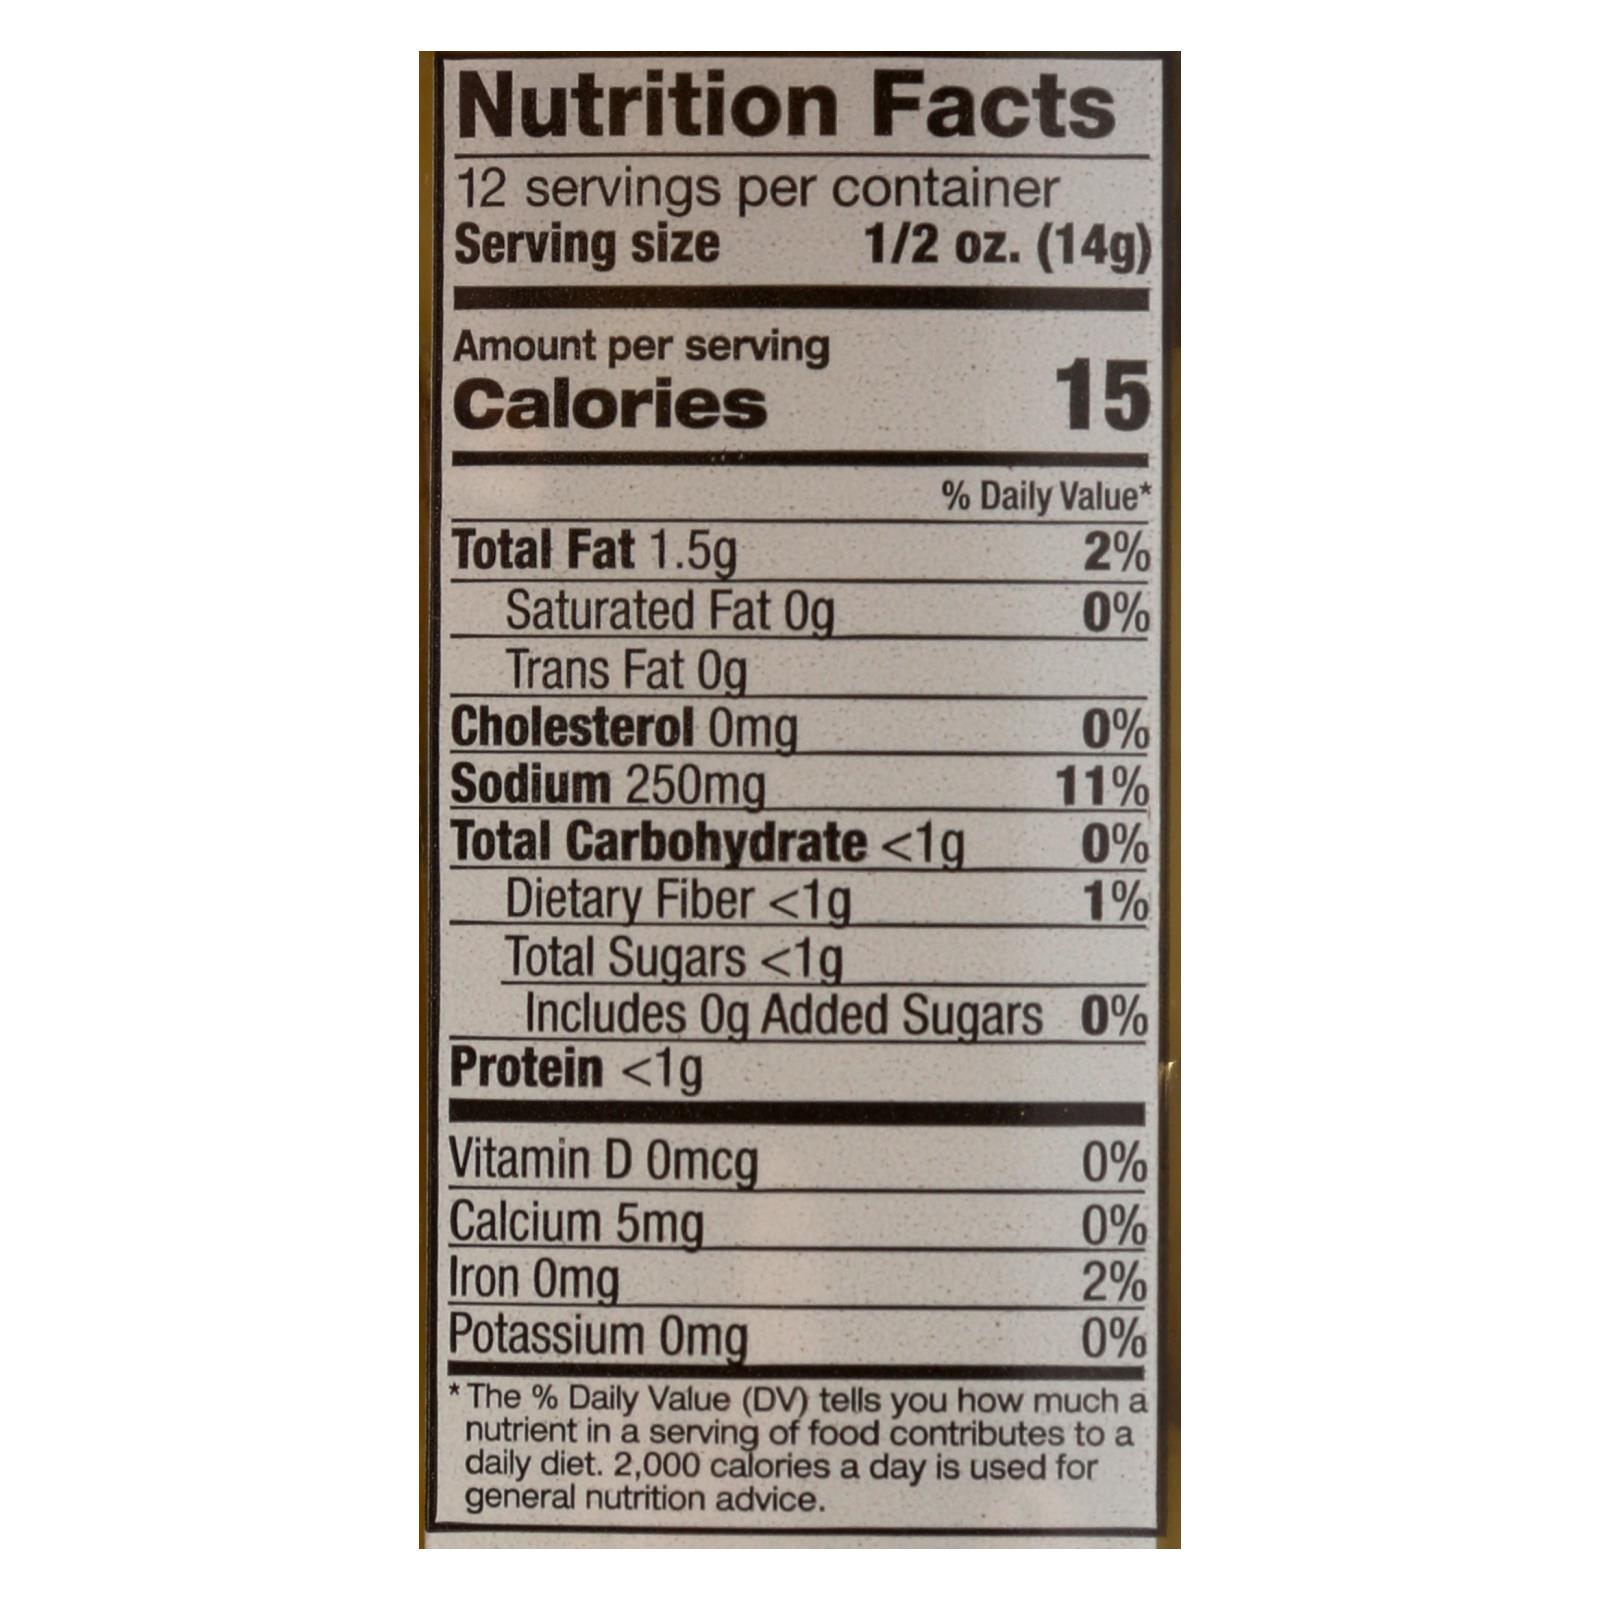 Nutrition Facts
12 servings per container
Serving size 1/2 oz. (14g)
Amount per serving
Calories 15
% Daily Value*
Total Fat 1.5g 2%
Saturated Fat 0g 0%
Trans Fat 0g
Cholesterol 0mg 0%
Sodium 250mg 11%
Total Carbohydrate <1g 0%
Dietary Fiber <1g 1%
Total Sugars <1g
Includes 0g Added Sugars 0%
Protein <1g
Vitamin D 0mcg 0%
Calcium 5mg 0%
Iron 0mg 2%
Potassium 0mg 0%
* The % Daily Value (DV) tells you how much a
nutrient in a serving of food contributes to a
daily diet. 2,000 calories a day is used for
general nutrition advice.